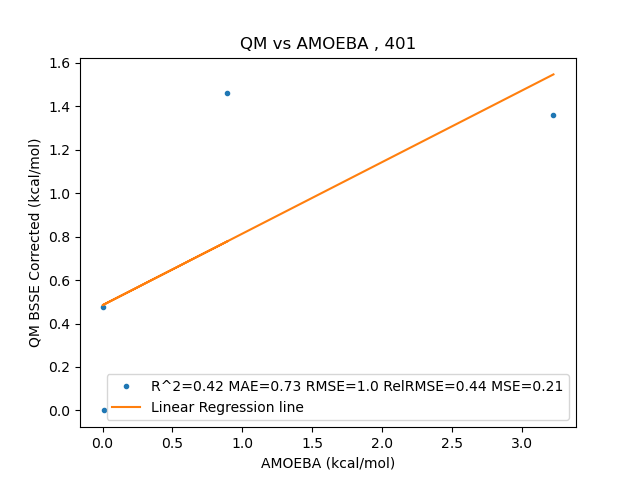 QM vs AMOEBA , 401
QM BSSE Corrected (kcal/mol)
1.6
1.4
1.2
1.0
0.8
0.6
0.4
0.2
0.0
R^2=0.42 MAE=0.73 RMSE=1.0 RelRMSE=0.44 MSE=0.21
Linear Regression line
0.0 0.5 1.0 1.5 2.0 2.5 3.0
AMOEBA (kcal/mol)